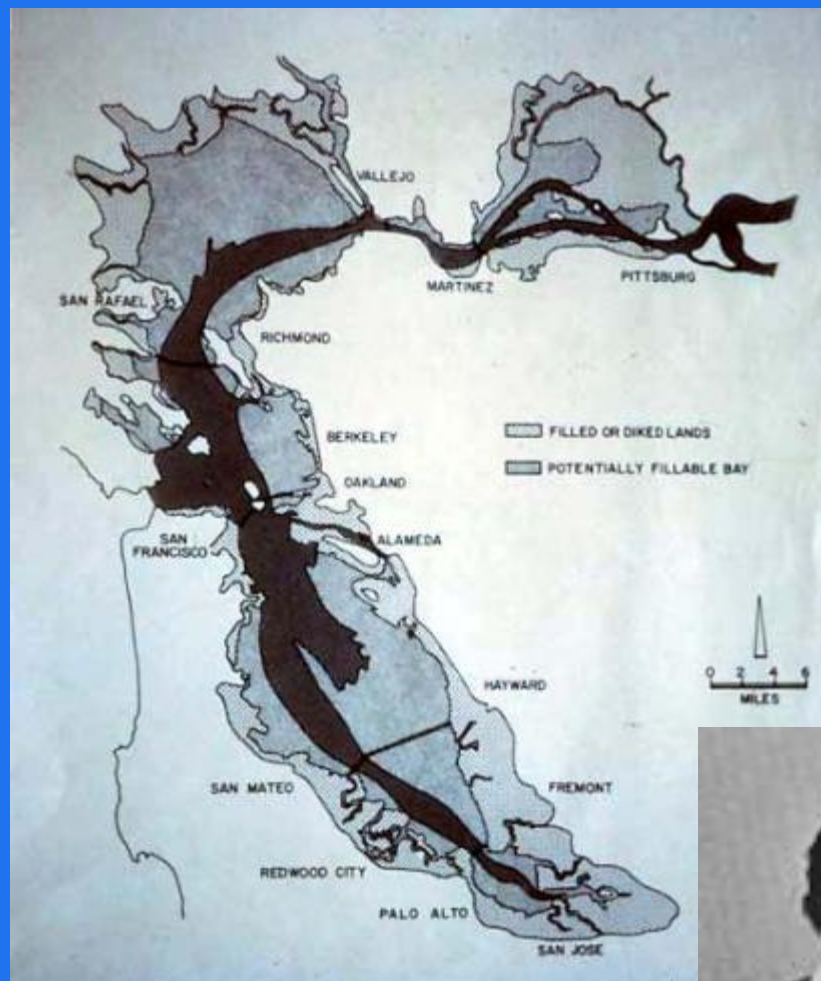 VALLEJO
MARTINEZ
PITTSBURG
SAN RAFAEL
RICHMOND
BERKELEY
OAKLAND
ALAMEDA
SAN
FRANCISCO
FILLED OR DIKED LANDS
POTENTIALLY FILLABLE BAY
HAYWARD
0 2 4 6
MILES
SAN MATEO
FREMONT
REDWOOD CITY
PALO ALTO
SAN JOSE